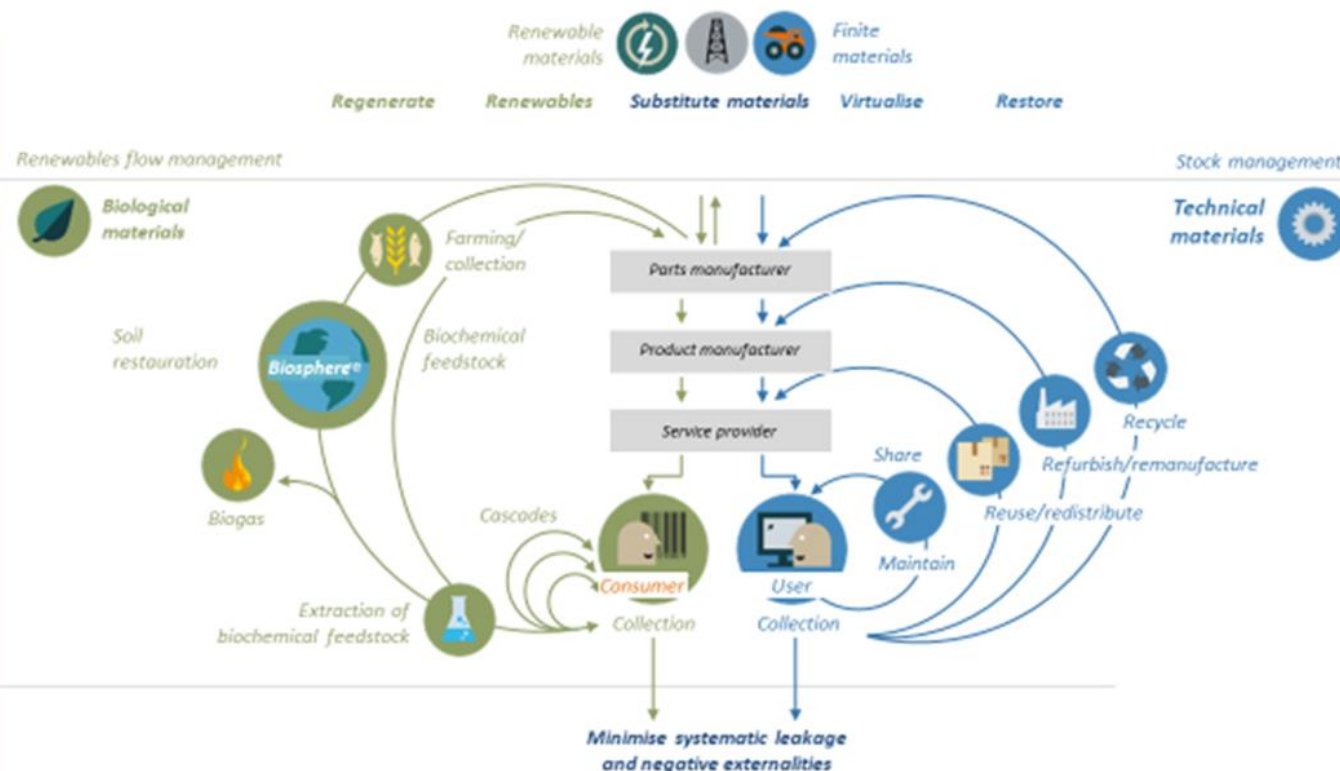 Renewable
materials
Finite
materials
Regenerate
Renewables
Substitute materials
Virtualise
Restore
Renewables flow management
Stock management
Biological
materials
Technical
materials
Farming/
collection
Parts manufacturer
Soil
restauration
Biosphere
Biochemical
feedstock
Product manufacturer
Recycle
Service provider
Share
Refurbish/remanufacture
Biogas
Cascades
Reuse/redistribute
Maintain
Consumer
User
Extraction of
biochemical feedstock
Collection
Collection
Minimise systematic leakage
and negative externalities